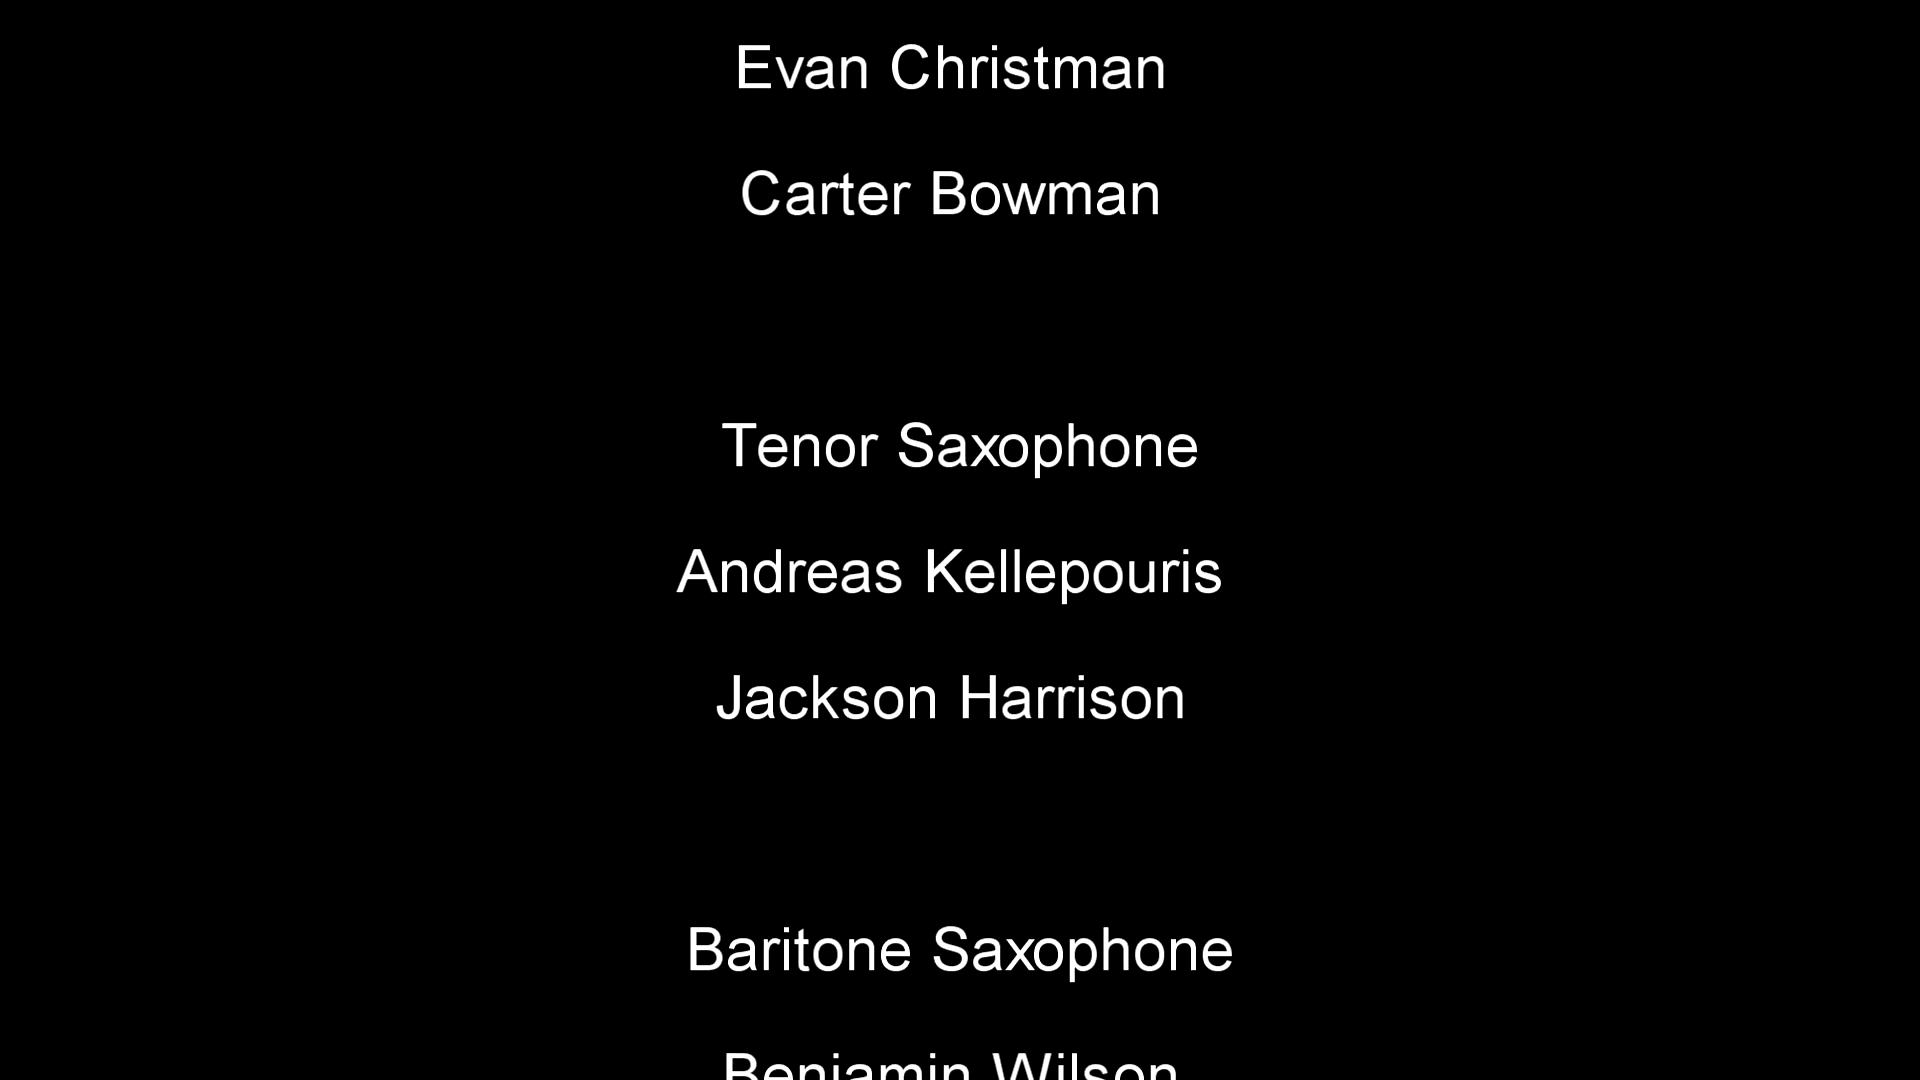 Evan Christman
Carter Bowman
Tenor Saxophone
Andreas Kellepouris
Jackson Harrison
Baritone Saxophone
Benjamin Wilson